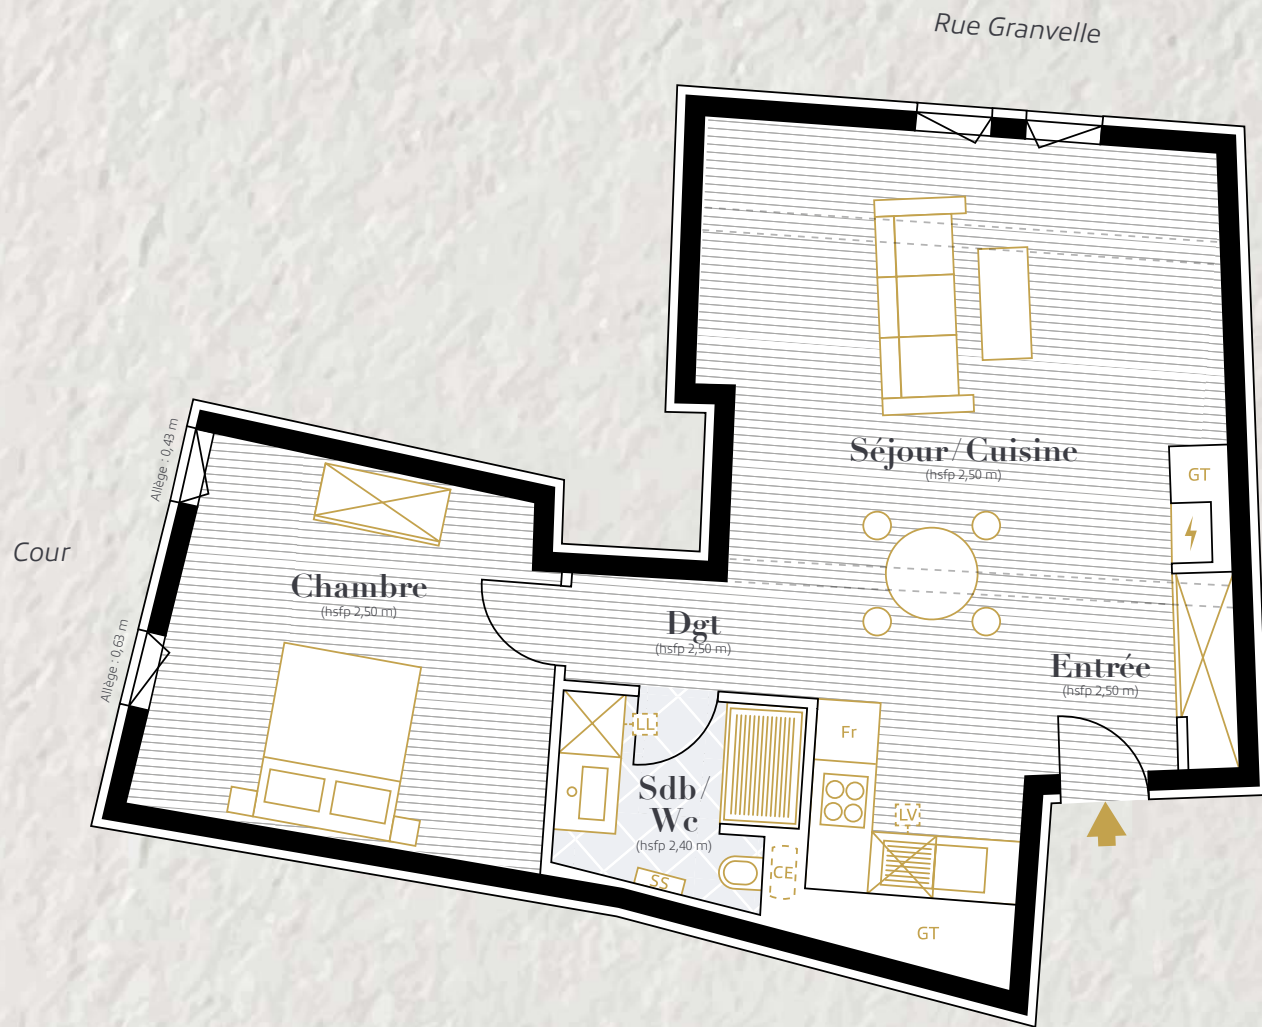 Rue Granvelle
Allège : 0,43 m
Séjour/Cuisine
(hsfp 2,50 m)
GT
Cour
Chambre
(hsfp 2,50 m)
Dgt
(hsfp 2,50 m)
Allège : 0,63 m
Entrée
(hsfp 2,50 m)
LL
Fr
Sdb/
Wc
(hsfp 2,40 m)
LV
SS
CE
GT